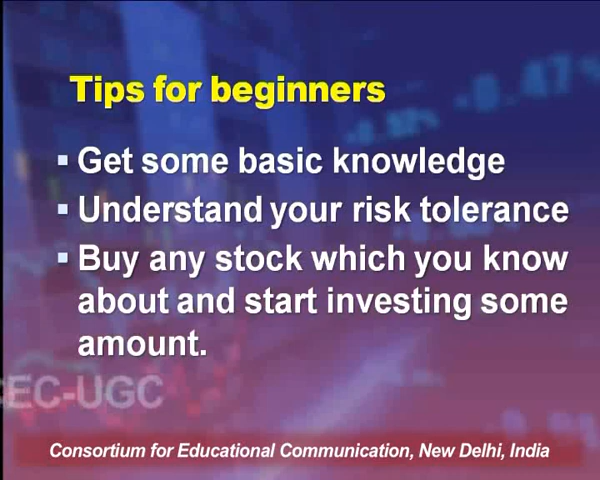 Tips for beginners
▪ Get some basic knowledge
▪ Understand your risk tolerance
▪ Buy any stock which you know
about and start investing some
amount.
EC-UGC
Consortium for Educational Communication, New Delhi, India